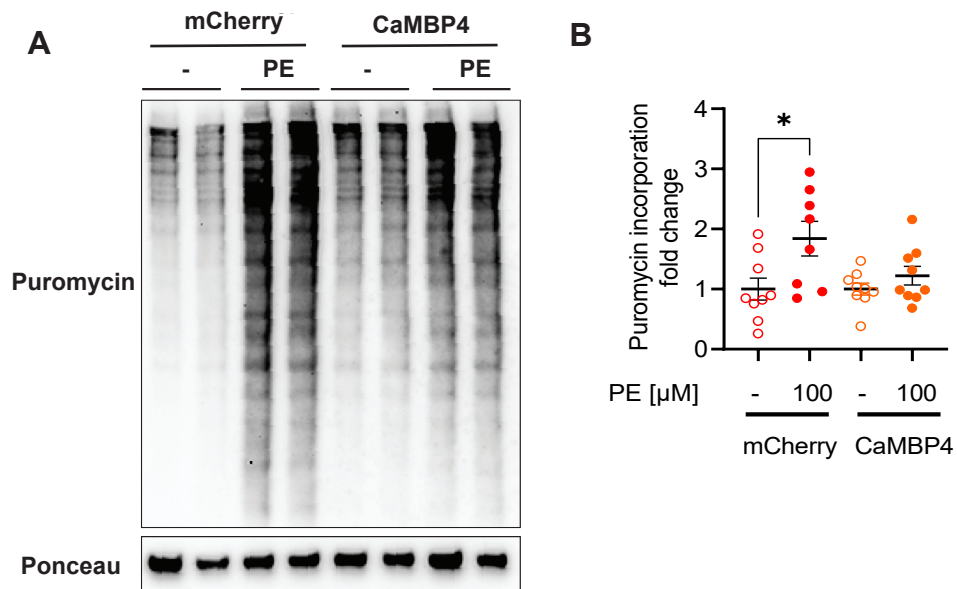 A
mCherry
CaMBP4
-
PE
-
PE
Puromycin
Ponceau
B
Puromycin incorporation
fold change
4
3
2
1
0
*
PE [µM]
-
100
-
100
mCherry
CaMBP4